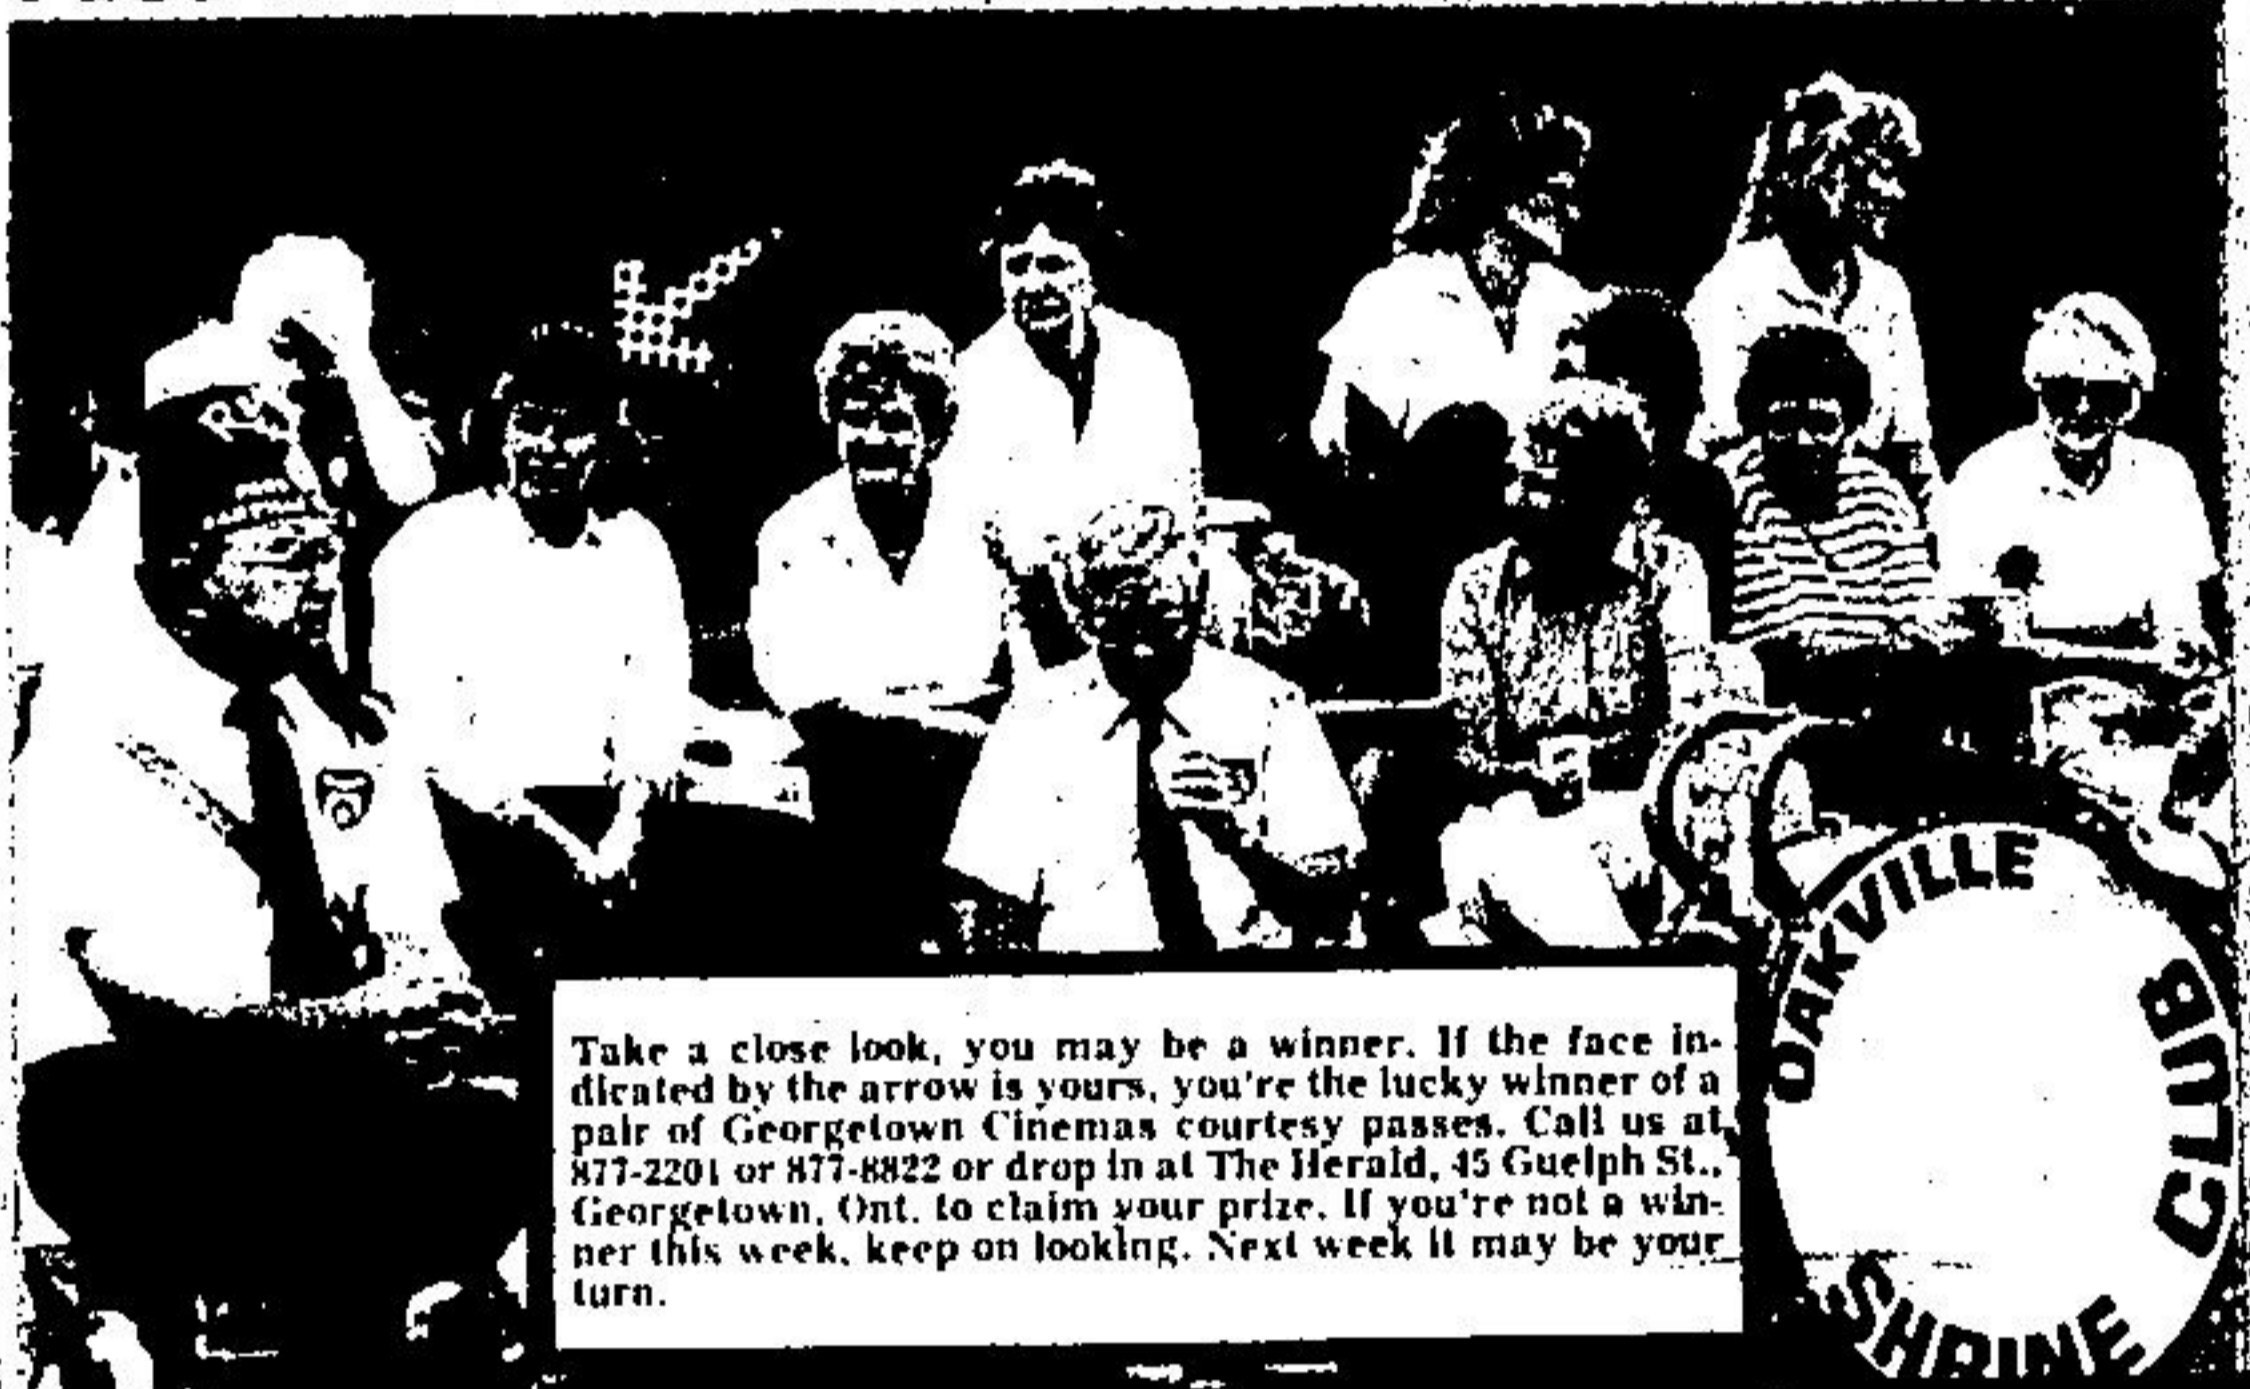 Take a close look, you may be a winner. If the face in-
dicated by the arrow is yours, you're the lucky winner of a
pair of Georgetown Cinemas courtesy passes. Call us at
877-2201 or 877-8822 or drop in at The Herald, 45 Guelph St.,
Georgetown, Ont. to claim your prize. If you're not a win-
ner this week, keep on looking. Next week it may be your
turn.
OAKVILLE
SHRINE CLUB